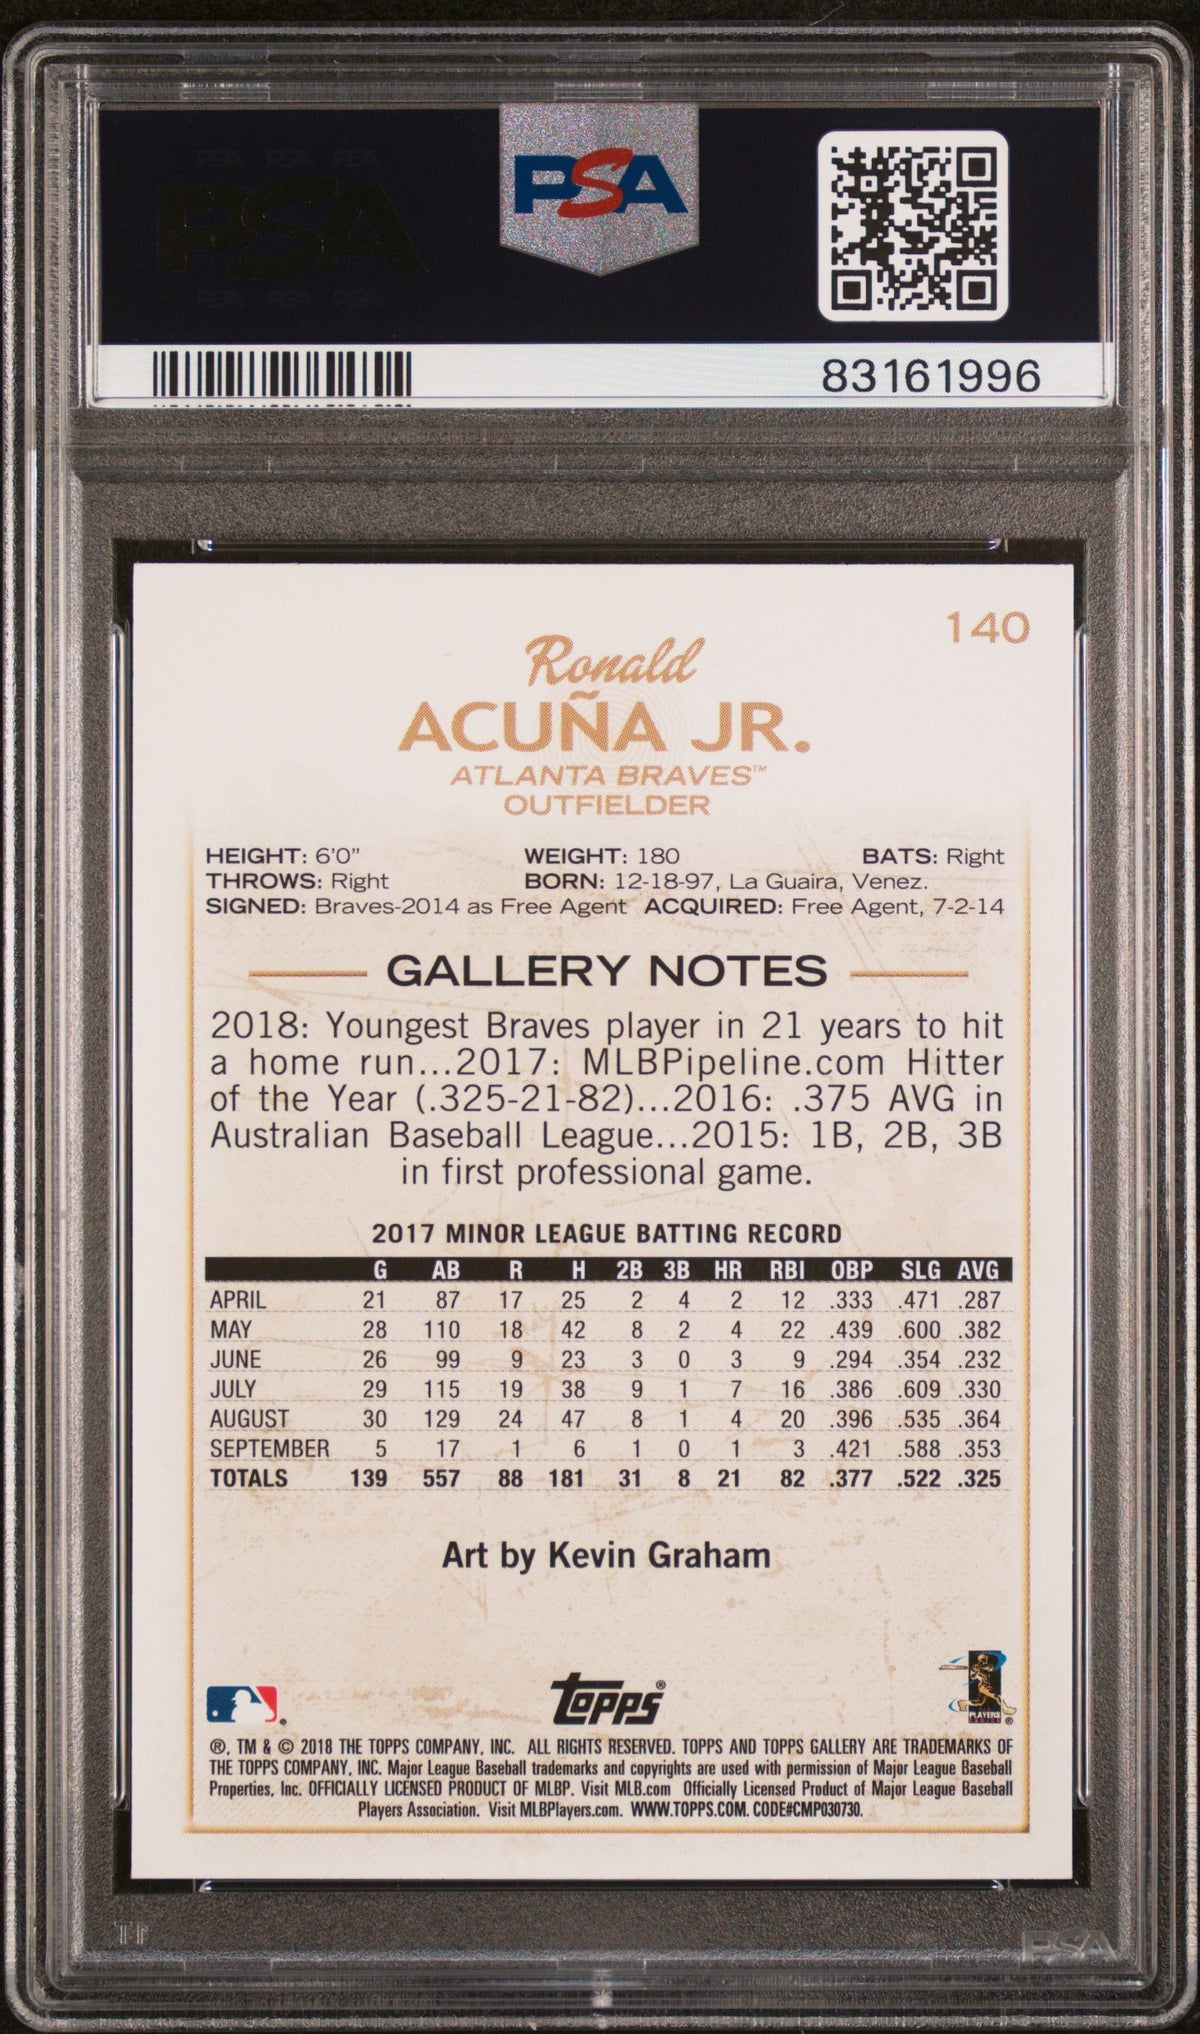 PSA
PSA
83161996
140
Ronald
ACUÑA JR.
ATLANTA BRAVES™
OUTFIELDER
HEIGHT: 6'0" WEIGHT: 180 BATS: Right
THROWS: Right BORN: 12-18-97, La Guaira, Venez.
SIGNED: Braves-2014 as Free Agent ACQUIRED: Free Agent, 7-2-14
GALLERY NOTES
2018: Youngest Braves player in 21 years to hit
a home run...2017: MLBPipeline.com Hitter
of the Year (.325-21-82)...2016: .375 AVG in
Australian Baseball League...2015: 1B, 2B, 3B
in first professional game.
2017 MINOR LEAGUE BATTING RECORD
G AB R H 2B 3B HR RBI OBP SLG AVG
APRIL 21 87 17 25 2 4 2 12 .333 .471 .287
MAY 28 110 18 42 8 2 4 22 .439 .600 .382
JUNE 26 99 9 23 3 0 3 9 .294 .354 .232
JULY 29 115 19 38 9 1 7 16 .386 .609 .330
AUGUST 30 129 24 47 8 1 4 20 .396 .535 .364
SEPTEMBER 5 17 1 6 1 0 1 3 .421 .588 .353
TOTALS 139 557 88 181 31 8 21 82 .377 .522 .325
Art by Kevin Graham
topps®
PLAYERS
®, TM & © 2018 THE TOPPS COMPANY, INC. ALL RIGHTS RESERVED. TOPPS AND TOPPS GALLERY ARE TRADEMARKS OF
THE TOPPS COMPANY, INC. Major League Baseball trademarks and copyrights are used with permission of Major League Baseball
Properties, Inc. OFFICIALLY LICENSED PRODUCT OF MLBP. Visit MLB.com Officially Licensed Product of Major League Baseball
Players Association. Visit MLBPlayers.com. WWW.TOPPS.COM. CODE#CMP030730.
PSA